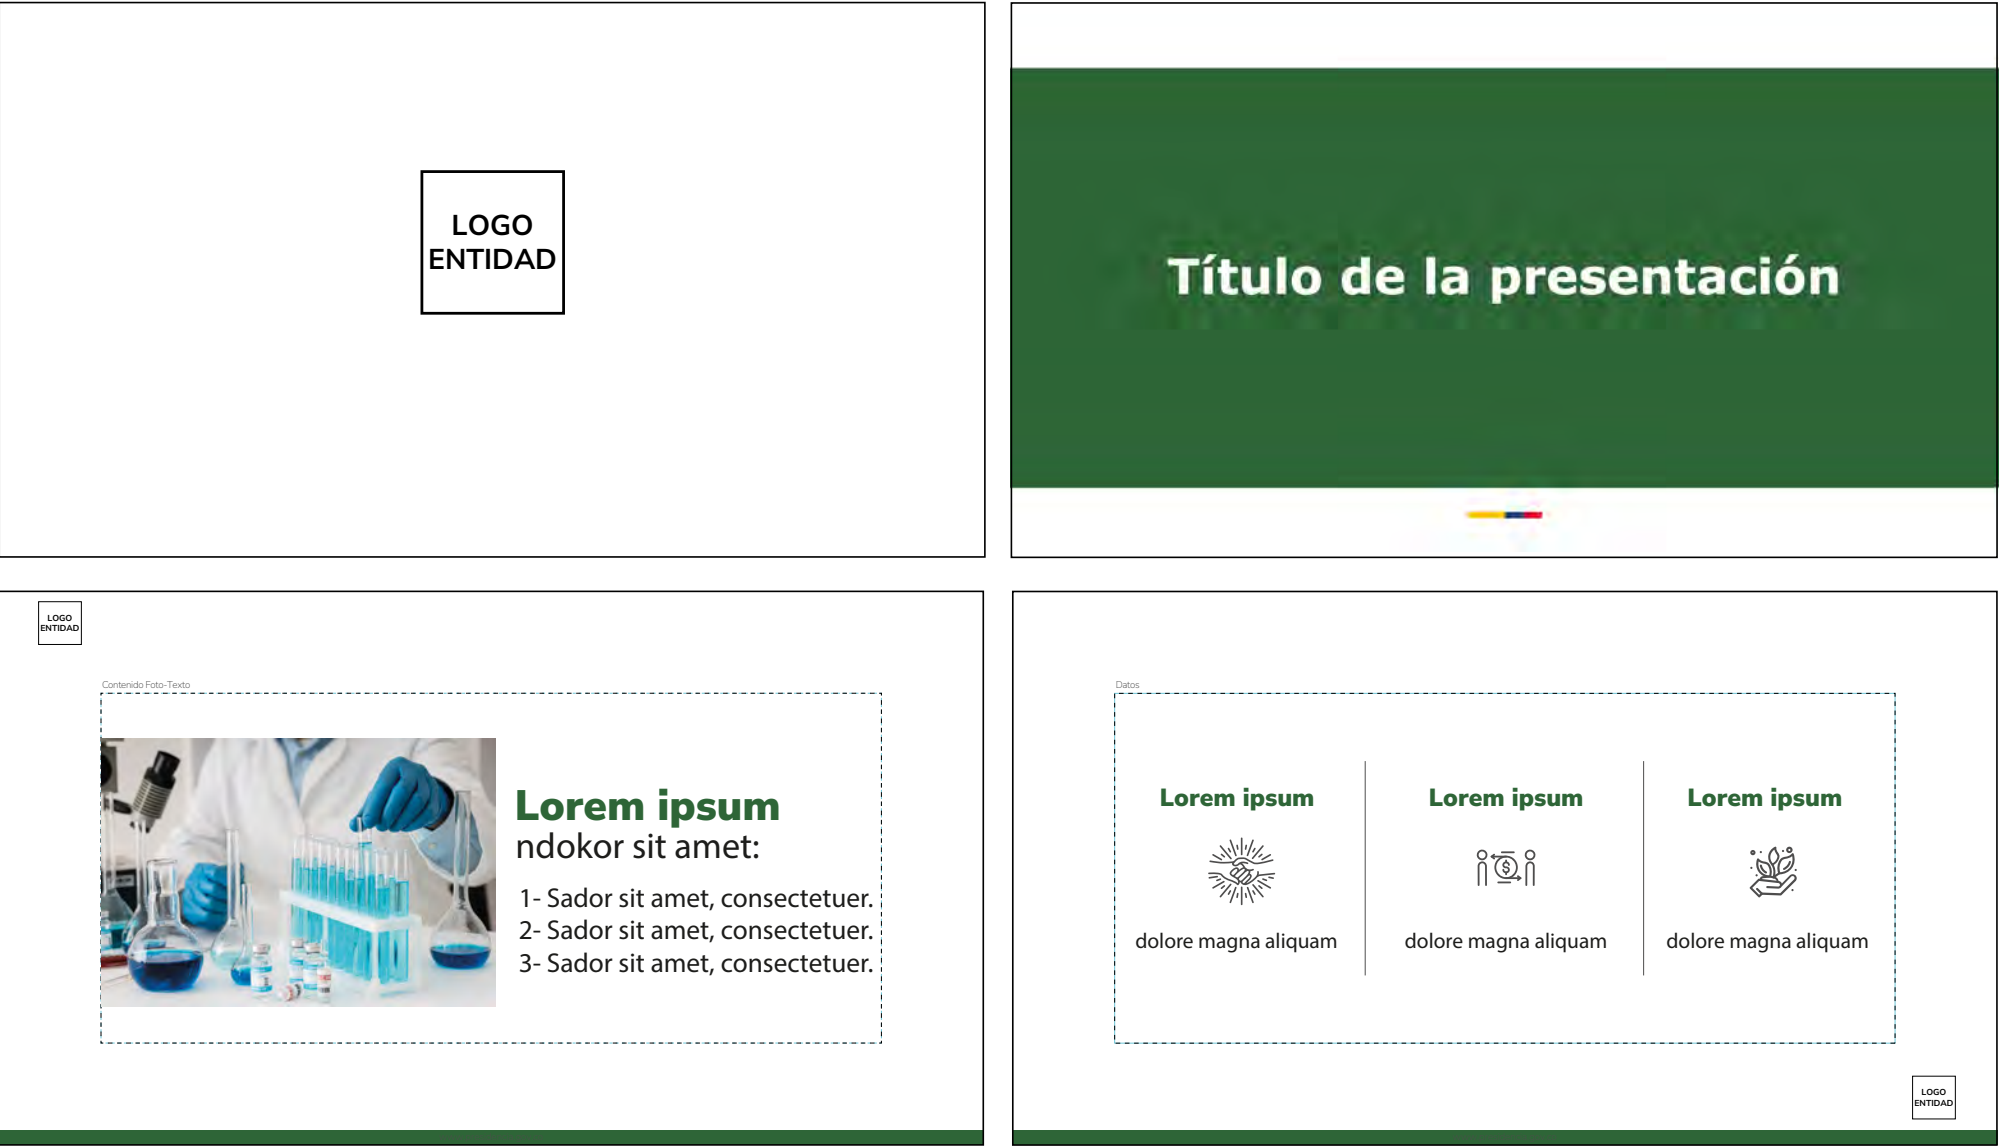 LOGO
ENTIDAD
Título de la presentación
LOGO
ENTIDAD
Contenido Foto-Texto
Lorem ipsum
ndokor sit amet:
1- Sador sit amet, consectetuer.
2- Sador sit amet, consectetuer.
3- Sador sit amet, consectetuer.
Datos
Lorem ipsum
dolore magna aliquam
Lorem ipsum
$
dolore magna aliquam
Lorem ipsum
dolore magna aliquam
LOGO
ENTIDAD